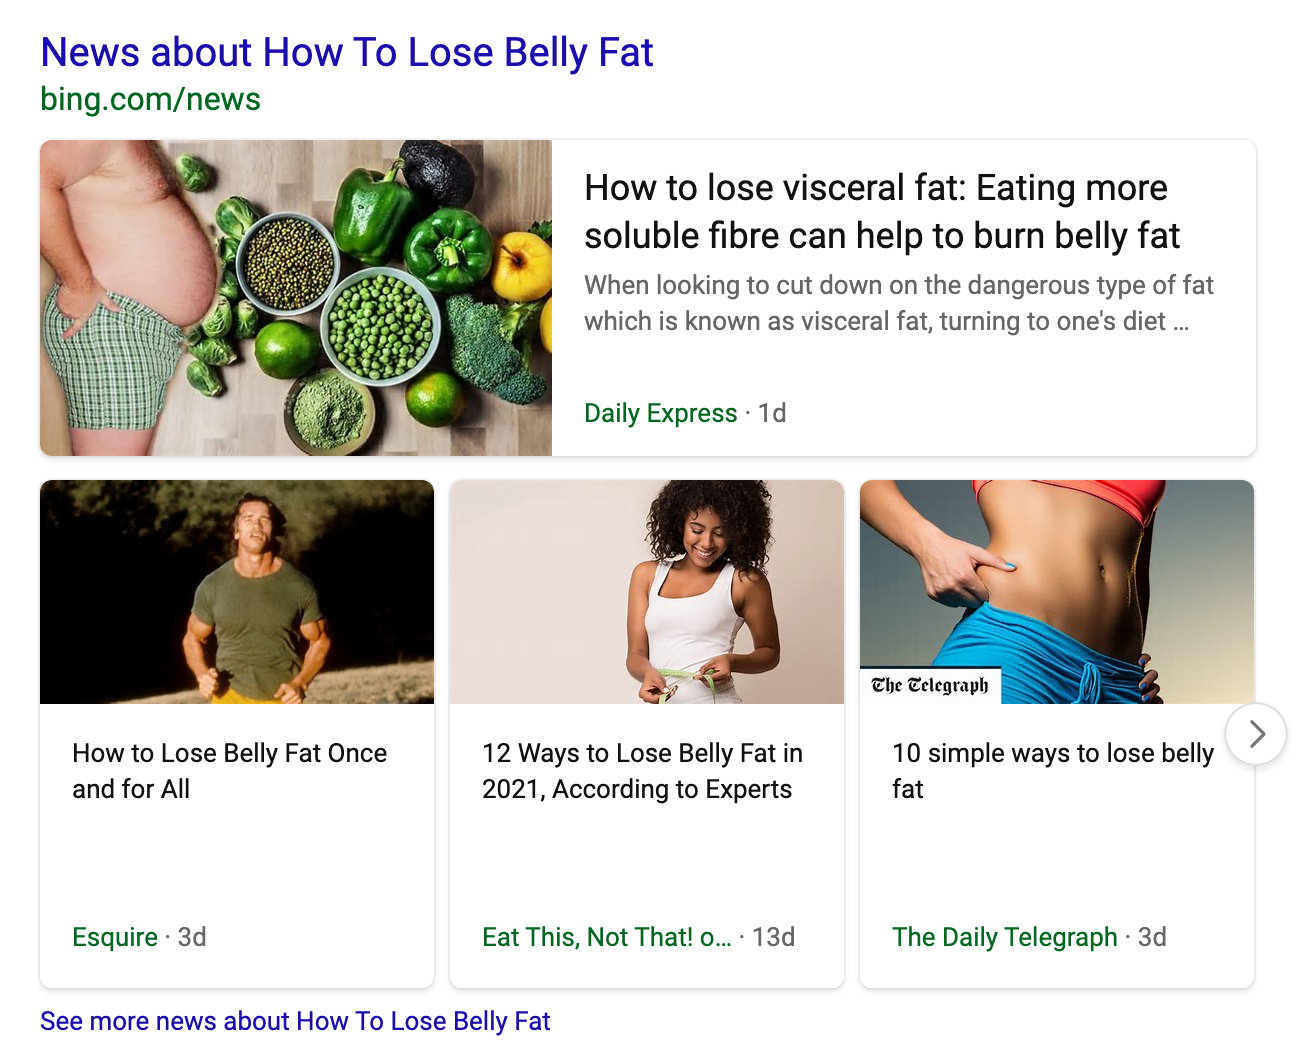 News about How To Lose Belly Fat
bing.com/news
How to lose visceral fat: Eating more
soluble fibre can help to burn belly fat
When looking to cut down on the dangerous type of fat
which is known as visceral fat, turning to one's diet ...
Daily Express · 1d
The Telegraph
How to Lose Belly Fat Once
and for All
Esquire · 3d
12 Ways to Lose Belly Fat in
2021, According to Experts
Eat This, Not That! o... · 13d
10 simple ways to lose belly
fat
The Daily Telegraph · 3d
See more news about How To Lose Belly Fat